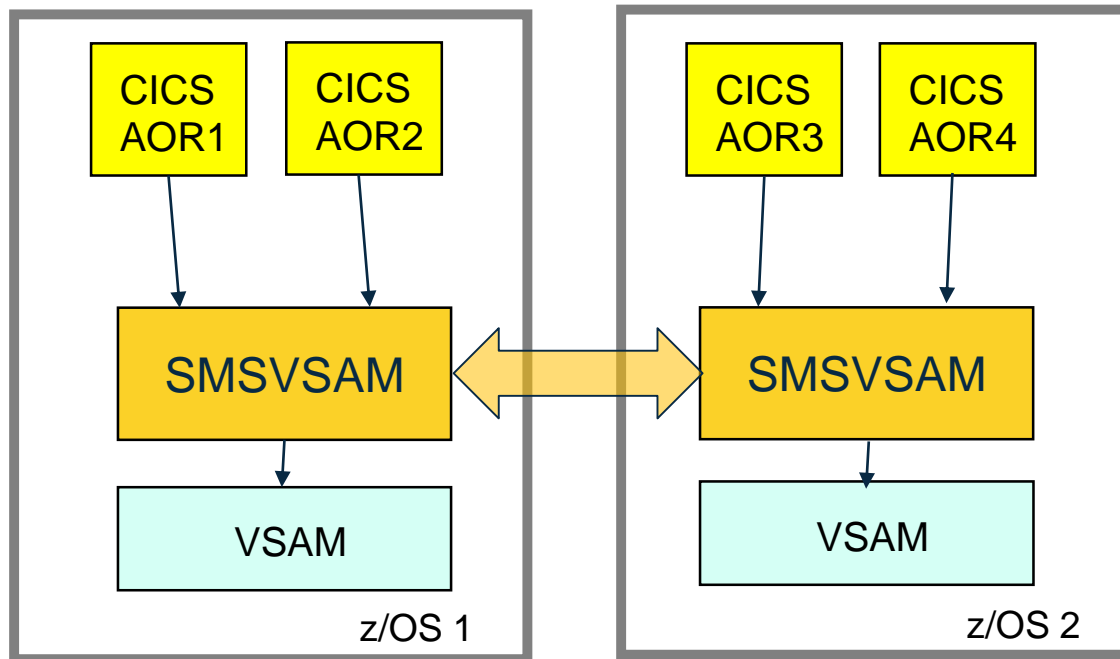 CICS
AOR1
CICS
AOR2
SMSVSAM
VSAM
z/OS 1
CICS
AOR3
CICS
AOR4
SMSVSAM
VSAM
z/OS 2